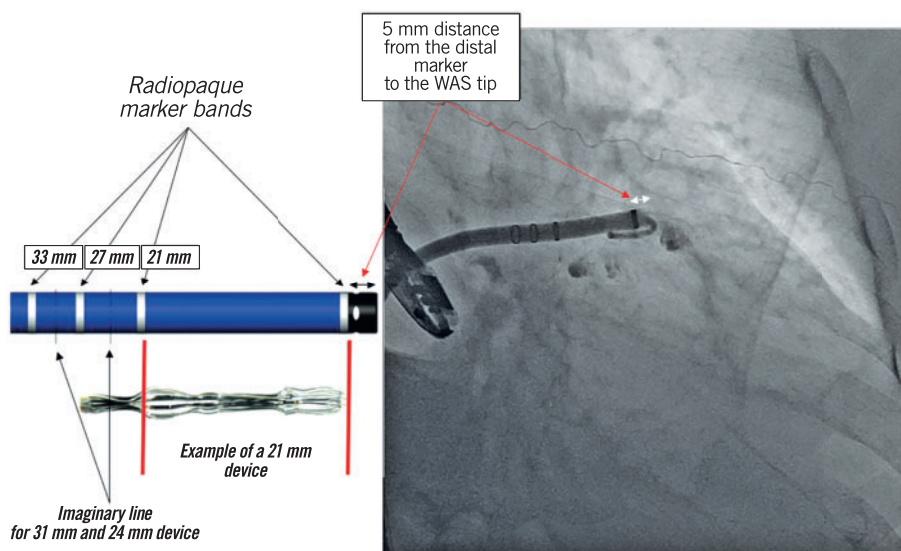 5 mm distance
from the distal
marker
to the WAS tip
Radiopaque
marker bands
33 mm
27 mm
21 mm
Example of a 21 mm
device
Imaginary line
for 31 mm and 24 mm device